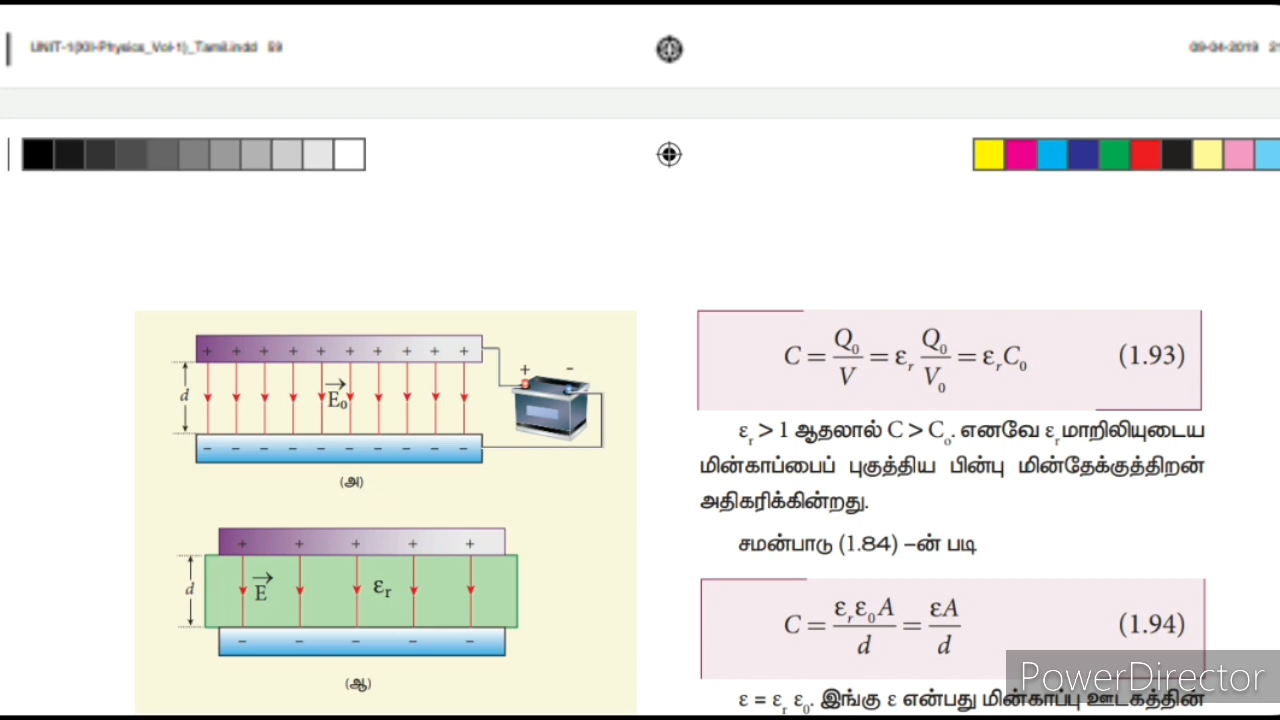 UNIT-1(XII-Physics_Vol-1)_Tamil.indd 59
09-04-2019 21
+ + + + + + + + + +
d
E₀
+ -
- - - - - - - - - -
(அ)
+ + + + +
d
E εr
- - - - -
(ஆ)
C = Q₀/V = εr Q₀/V₀ = εrC₀ (1.93)
εr > 1 ஆதலால் C > Co. எனவே εr மாறிலியுடைய
மின்காப்பைப் புகுத்திய பின்பு மின்தேக்குத்திறன்
அதிகரிக்கின்றது.
சமன்பாடு (1.84) –ன் படி
C = εrε₀A/d = εA/d (1.94)
ε = εr ε₀. இங்கு ε என்பது மின்காப்பு ஊடகத்தின்
PowerDirector